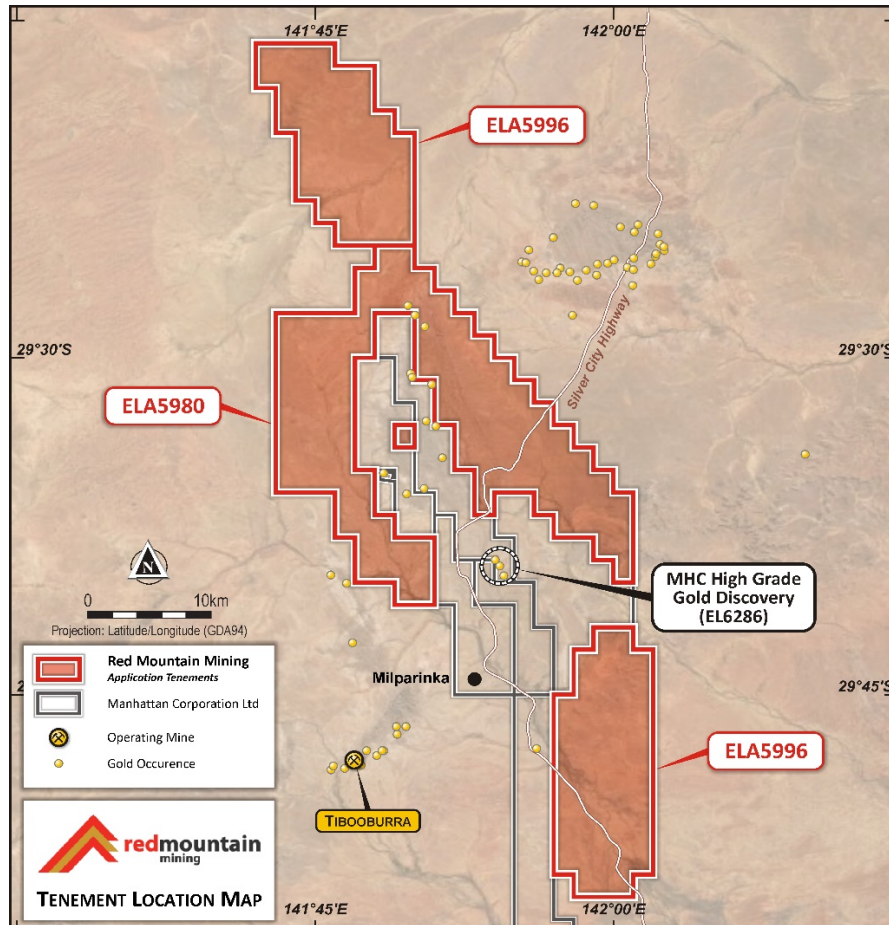 141°45'E
142°00'E
ELA5996
Silver City Highway
29°30'S
29°30'S
ELA5980
MHC High Grade
Gold Discovery
(EL6286)
N
0
10km
Projection: Latitude/Longitude (GDA94)
Red Mountain Mining
Application Tenements
Manhattan Corporation Ltd
Operating Mine
Gold Occurence
Milparinka
2
29°45'S
ELA5996
TIBOOBURRA
redmountain
mining
TENEMENT LOCATION MAP
141°45'E
142°00'E